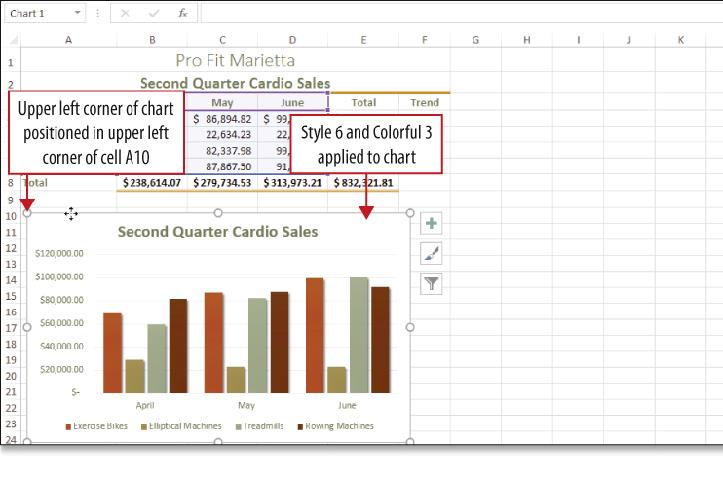 Chart 1
fx
A B C D E F G H I J K
1 Pro Fit Marietta
2 Second Quarter Cardio Sales
May June Total Trend
$ 86,894.82 $ 99,
22,634.23 22,
82,337.98 99,
87,867.50 91,
Upper left corner of chart
positioned in upper left
corner of cell A10
Style 6 and Colorful 3
applied to chart
8 Total $238,614.07 $279,734.53 $313,973.21 $832,321.81
9
10
11
12
13
14
15
16
17
18
19
20
21
22
23
24
Second Quarter Cardio Sales
$120,000.00
$100,000.00
$80,000.00
$60,000.00
$40,000.00
$20,000.00
$-
April May June
Exercise Bikes Elliptical Machines Treadmills Rowing Machines